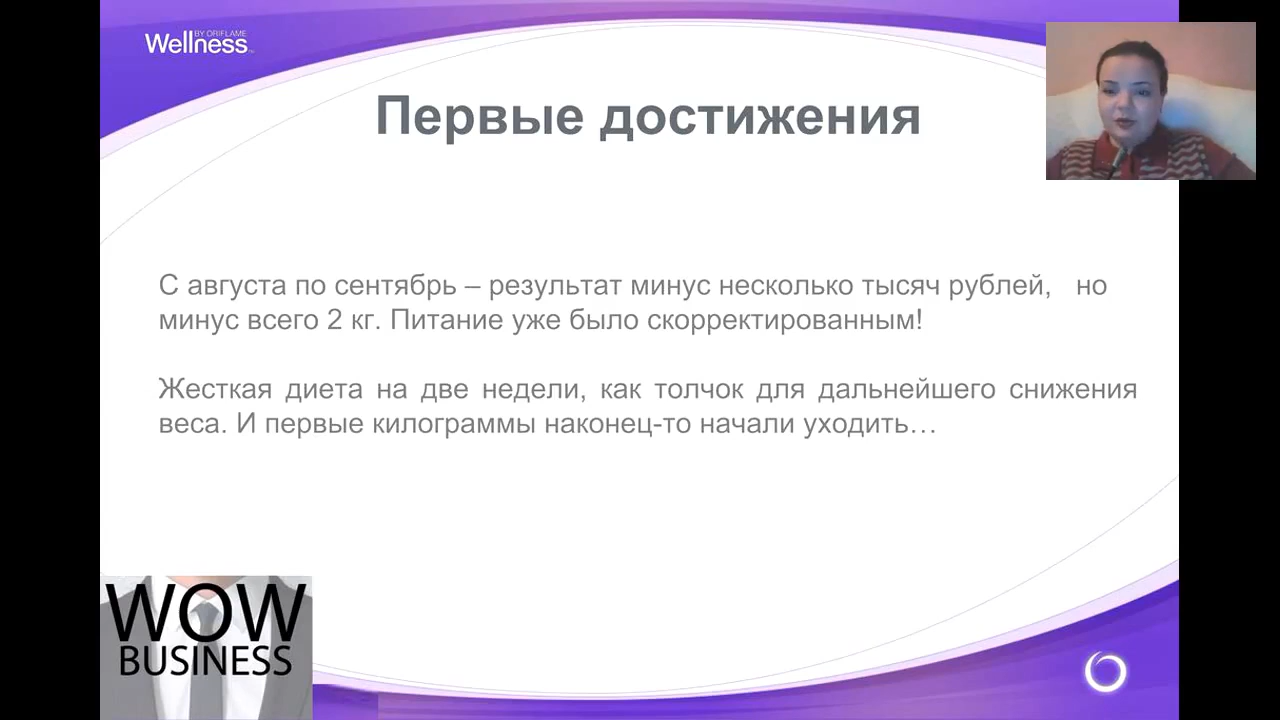 BY ORIFLAME
Wellness
Первые достижения
С августа по сентябрь – результат минус несколько тысяч рублей, но
минус всего 2 кг. Питание уже было скорректированным!
Жесткая диета на две недели, как толчок для дальнейшего снижения
веса. И первые килограммы наконец-то начали уходить…
WOW
BUSINESS